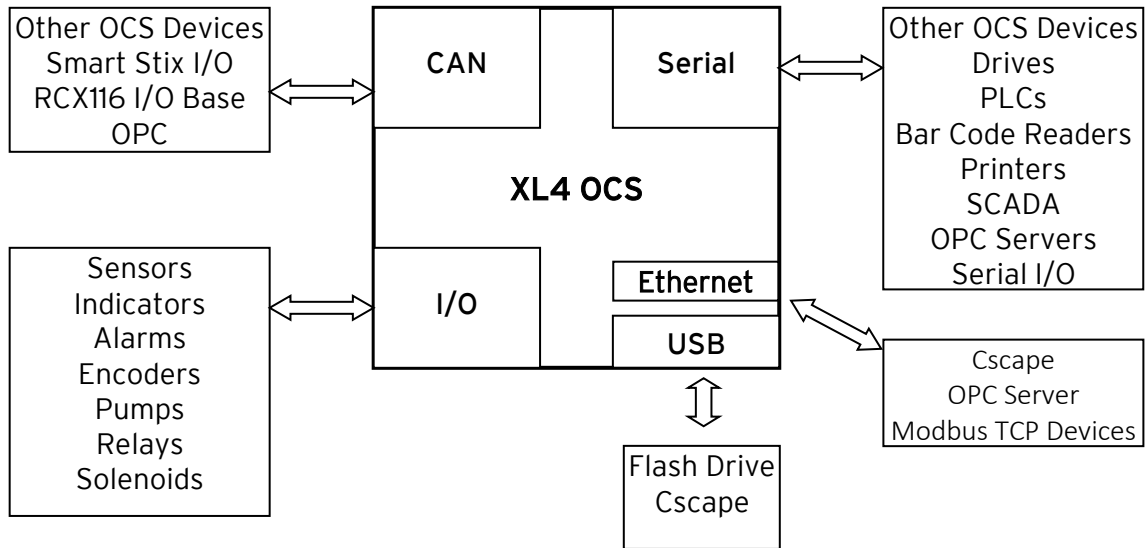 Other OCS Devices
Smart Stix I/O
RCX116 I/O Base
OPC
CAN
Serial
XL4 OCS
I/O
Ethernet
USB
Other OCS Devices
Drives
PLCs
Bar Code Readers
Printers
SCADA
OPC Servers
Serial I/O
Sensors
Indicators
Alarms
Encoders
Pumps
Relays
Solenoids
Flash Drive
Cscape
Cscape
OPC Server
Modbus TCP Devices